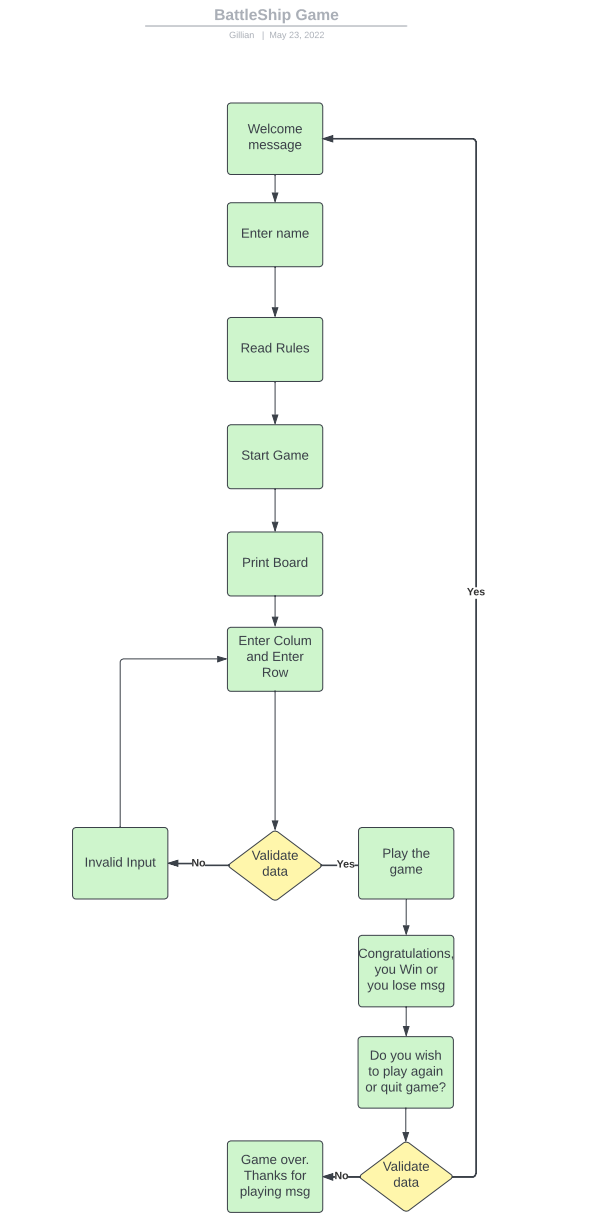 BattleShip Game
Gillian | May 23, 2022
Welcome
message
Enter name
Read Rules
Start Game
Print Board
Yes
Enter Colum
and Enter
Row
Invalid Input
No
Validate
data
Yes
Play the
game
Congratulations,
you Win or
you lose msg
Do you wish
to play again
or quit game?
Game over.
Thanks for
playing msg
No
Validate
data